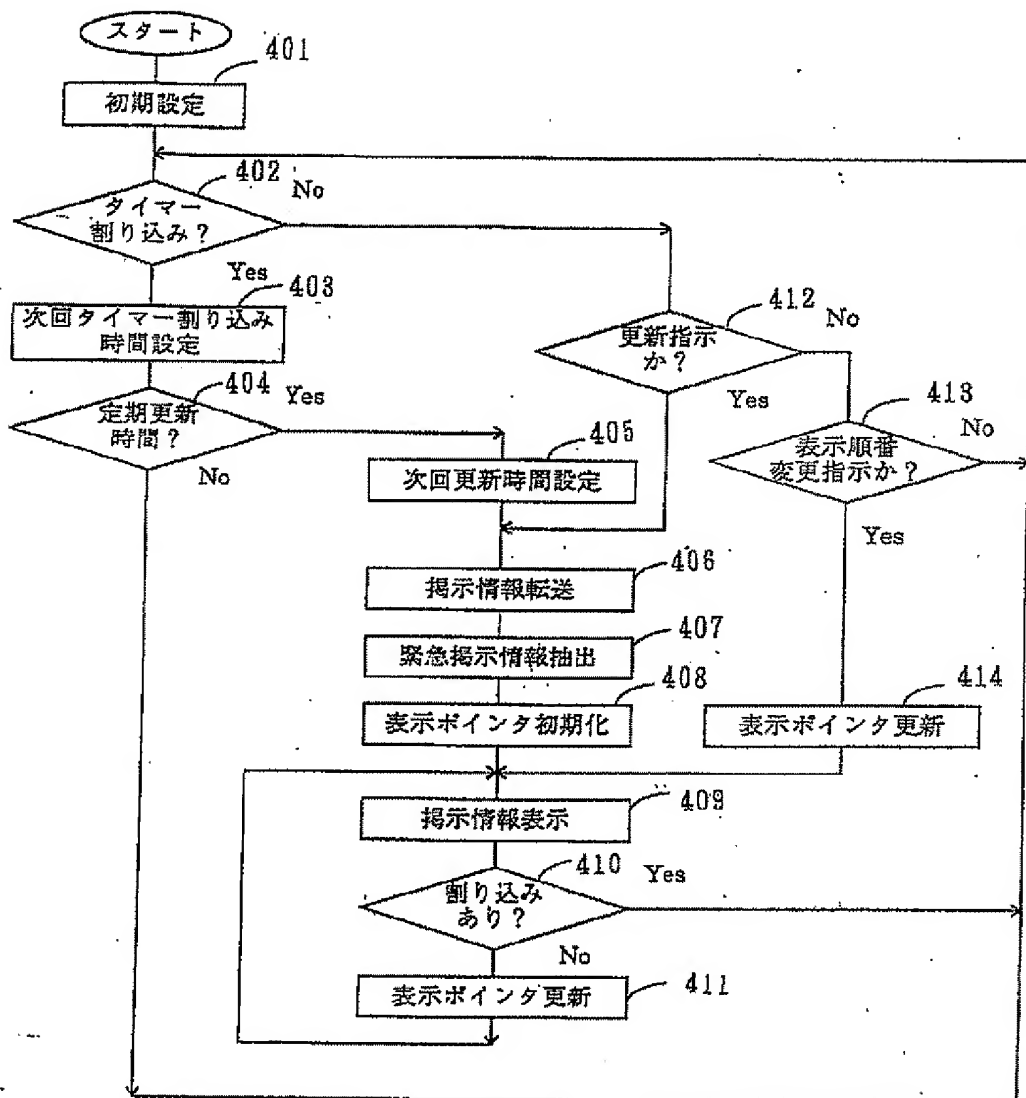 スタート
401
初期設定
402
No
タイマー
割り込み?
Yes
403
次回タイマー割り込み
時間設定
412
No
更新指示
か?
Yes
404
Yes
定期更新
時間?
No
413
No
表示順番
変更指示か?
Yes
405
次回更新時間設定
406
掲示情報転送
407
緊急掲示情報抽出
408
表示ポインタ初期化
414
表示ポインタ更新
409
掲示情報表示
410
Yes
割り込み
あり?
No
表示ポインタ更新
411